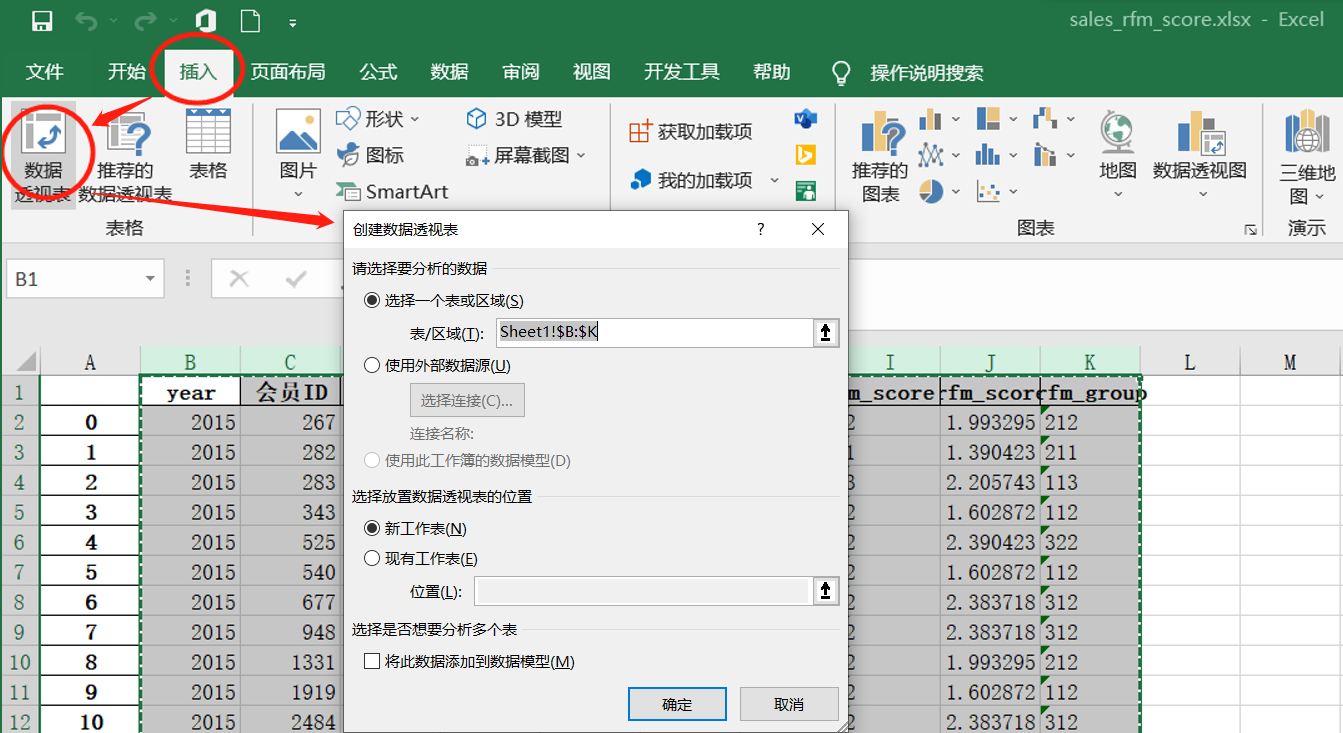 sales_rfm_score.xlsx - Excel
文件 开始 插入 页面布局 公式 数据 审阅 视图 开发工具 帮助 操作说明搜索
数据
透视表
推荐的
数据透视表
表格
表格
图片
形状
图标
SmartArt
3D 模型
屏幕截图
获取加载项
我的加载项
推荐的
图表
地图
数据透视图
图表
三维地
图
演示
B1
创建数据透视表 ?
请选择要分析的数据
选择一个表或区域(S)
表/区域(T): Sheet1!$B:$K
使用外部数据源(U)
选择连接(C)...
连接名称:
使用此工作簿的数据模型(D)
选择放置数据透视表的位置
新工作表(N)
现有工作表(E)
位置(L):
选择是否想要分析多个表
将此数据添加到数据模型(M)
确定 取消
A B C I J K L M
1 year 会员ID m_score rfm_score rfm_group
2 0 2015 267 2 1.993295 212
3 1 2015 282 1 1.390423 211
4 2 2015 283 3 2.205743 113
5 3 2015 343 2 1.602872 112
6 4 2015 525 2 2.390423 322
7 5 2015 540 2 1.602872 112
8 6 2015 677 2 2.383718 312
9 7 2015 948 2 2.383718 312
10 8 2015 1331 2 1.993295 212
11 9 2015 1919 2 1.602872 112
12 10 2015 2484 2 2.383718 312